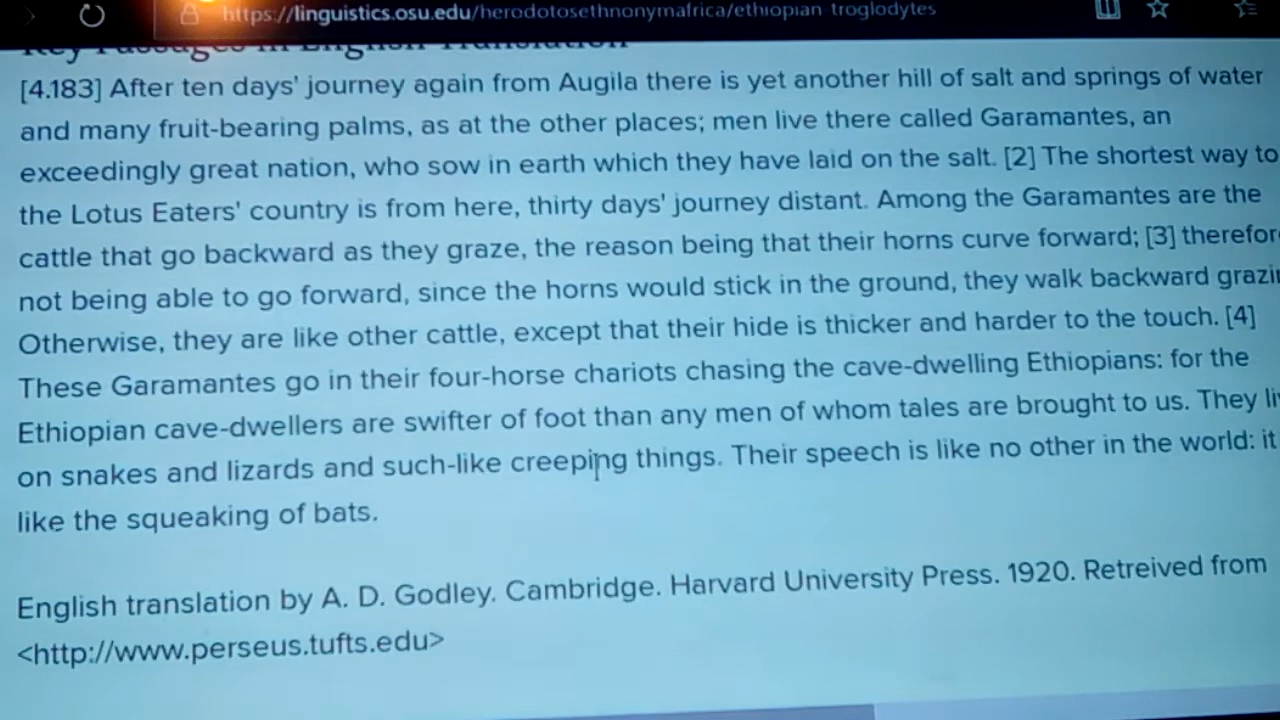 https://linguistics.osu.edu/herodotosethnonymafrica/ethiopian troglodytes
Key Passages in English Translation
[4.183] After ten days' journey again from Augila there is yet another hill of salt and springs of water
and many fruit-bearing palms, as at the other places; men live there called Garamantes, an
exceedingly great nation, who sow in earth which they have laid on the salt. [2] The shortest way to
the Lotus Eaters' country is from here, thirty days' journey distant. Among the Garamantes are the
cattle that go backward as they graze, the reason being that their horns curve forward; [3] therefor
not being able to go forward, since the horns would stick in the ground, they walk backward grazi
Otherwise, they are like other cattle, except that their hide is thicker and harder to the touch. [4]
These Garamantes go in their four-horse chariots chasing the cave-dwelling Ethiopians: for the
Ethiopian cave-dwellers are swifter of foot than any men of whom tales are brought to us. They li
on snakes and lizards and such-like creeping things. Their speech is like no other in the world: it
like the squeaking of bats.
English translation by A. D. Godley. Cambridge. Harvard University Press. 1920. Retreived from
<http://www.perseus.tufts.edu>